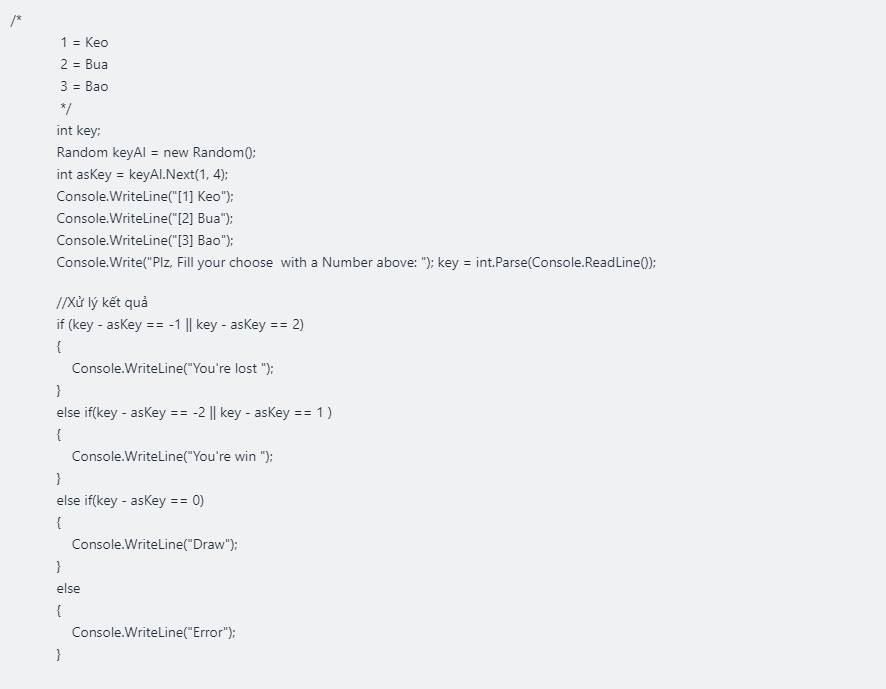 /*
1 = Keo
2 = Bua
3 = Bao
*/
int key;
Random keyAI = new Random();
int asKey = keyAI.Next(1, 4);
Console.WriteLine("[1] Keo");
Console.WriteLine("[2] Bua");
Console.WriteLine("[3] Bao");
Console.Write("Plz, Fill your choose  with a Number above: "); key = int.Parse(Console.ReadLine());
//Xử lý kết quả
if (key - asKey == -1 || key - asKey == 2)
{
Console.WriteLine("You're lost ");
}
else if(key - asKey == -2 || key - asKey == 1 )
{
Console.WriteLine("You're win ");
}
else if(key - asKey == 0)
{
Console.WriteLine("Draw");
}
else
{
Console.WriteLine("Error");
}